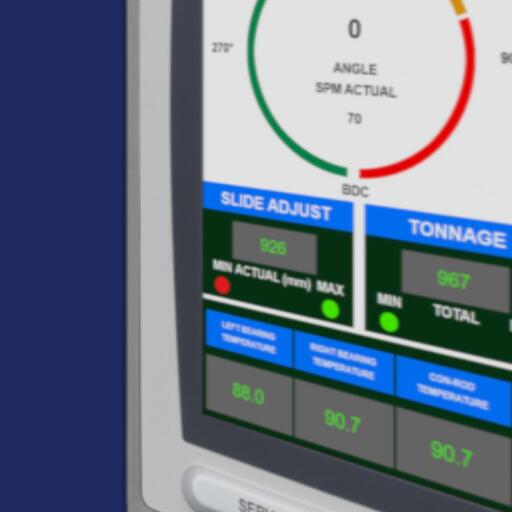 0
270°
ANGLE
SPM ACTUAL
70
BDC
SLIDE ADJUST
TONNAGE
926
967
MIN ACTUAL (mm) MAX
MIN
TOTAL
LEFT BEARING
TEMPERATURE
RIGHT BEARING
TEMPERATURE
CON-ROD
TEMPERATURE
88.0
90.7
90.7